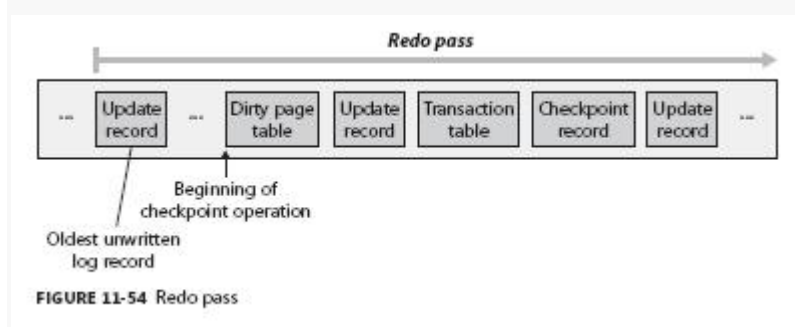 Redo pass
... Update record ... Dirty page table Update record Transaction table Checkpoint record Update record ...
Beginning of
checkpoint operation
Oldest unwritten
log record
FIGURE 11-54 Redo pass